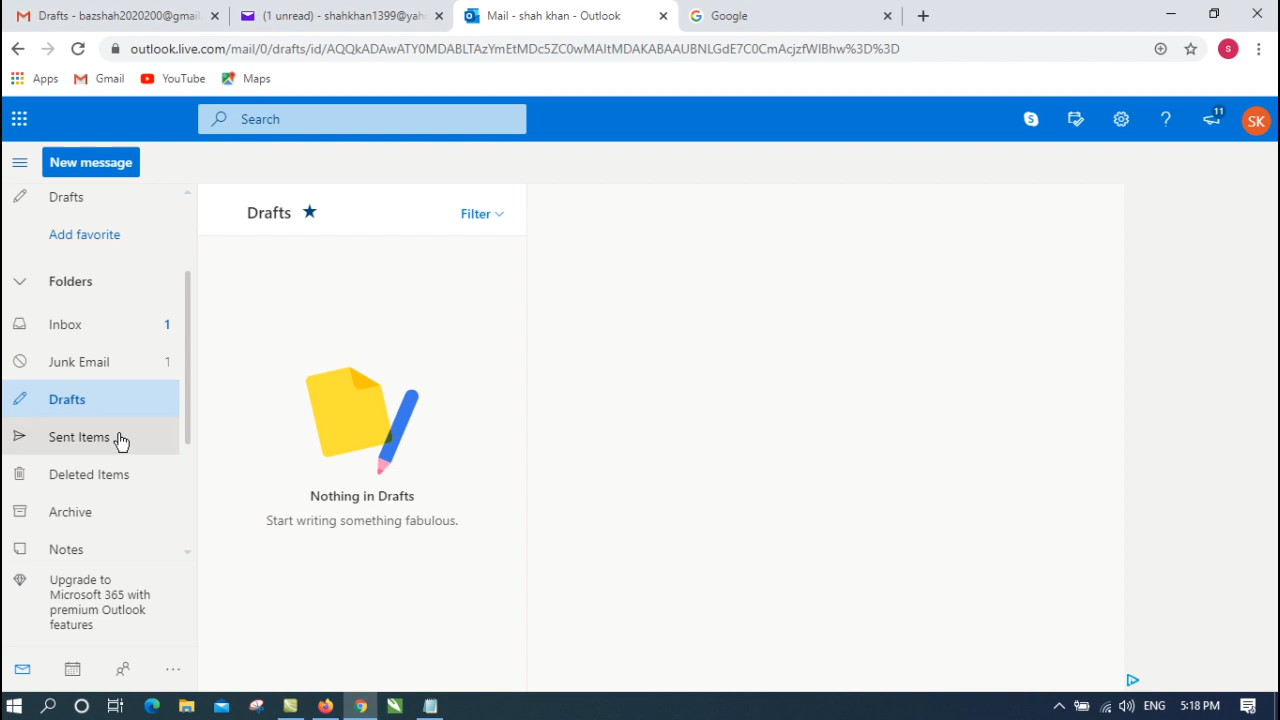 Drafts - bazshah2020200@gmai
(1 unread) - shahkhan1399@yah
Mail - shah khan - Outlook
Google
outlook.live.com/mail/0/drafts/id/AQQkADAwATY0MDABLTAzYmEtMDc5ZC0wMAItMDAKABAAUBNLGdE7C0CmAcjzfWIBhw%3D%3D
S
Apps
Gmail
YouTube
Maps
Search
11
SK
New message
Drafts
Add favorite
Folders
Inbox 1
Junk Email 1
Drafts
Sent Items
Deleted Items
Archive
Notes
Upgrade to
Microsoft 365 with
premium Outlook
features
Drafts
Filter
Nothing in Drafts
Start writing something fabulous.
ENG
5:18 PM